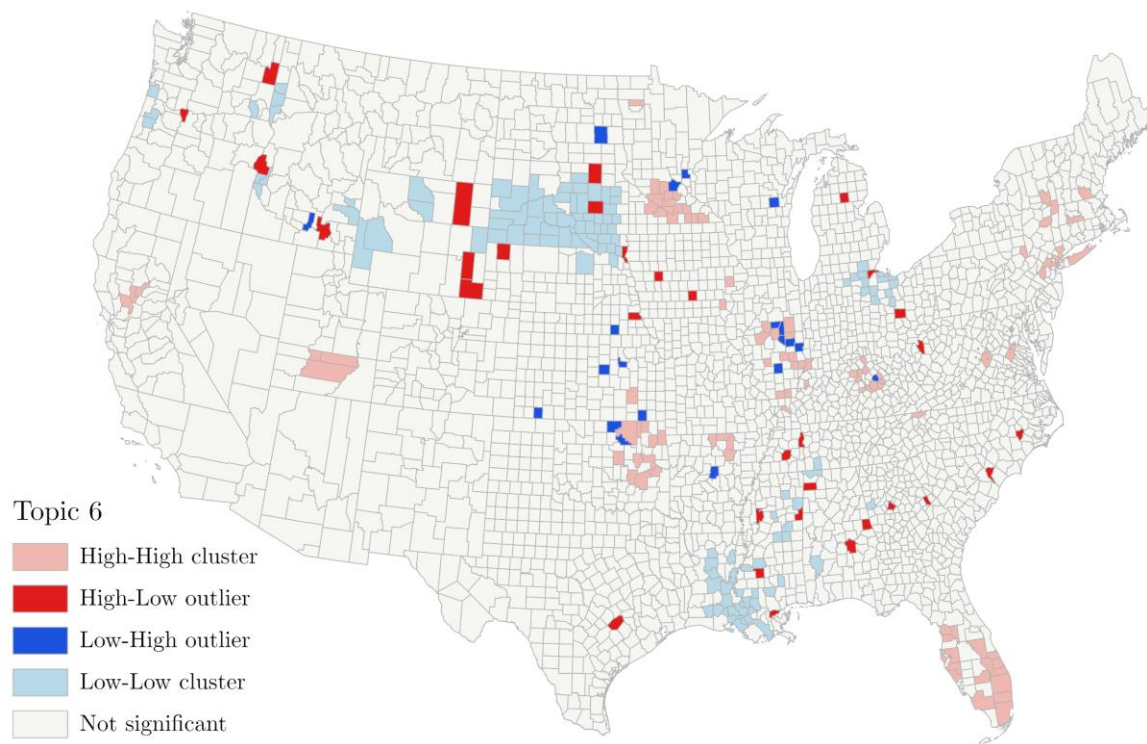 Topic 6
High-High cluster
High-Low outlier
Low-High outlier
Low-Low cluster
Not significant